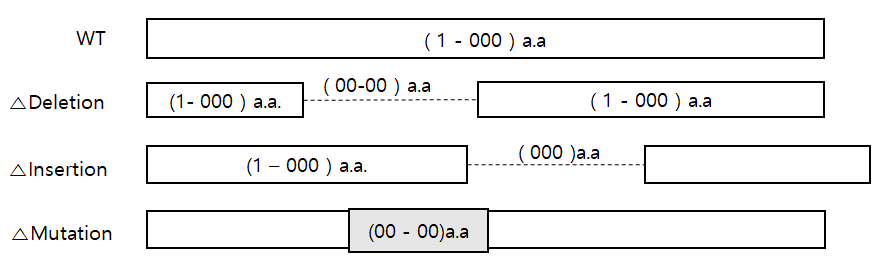 WT ( 1 - 000 ) a.a
△Deletion (1- 000 ) a.a. ( 00-00 ) a.a ( 1 - 000 ) a.a
△Insertion (1 – 000 ) a.a. ( 000 )a.a
△Mutation (00 - 00)a.a